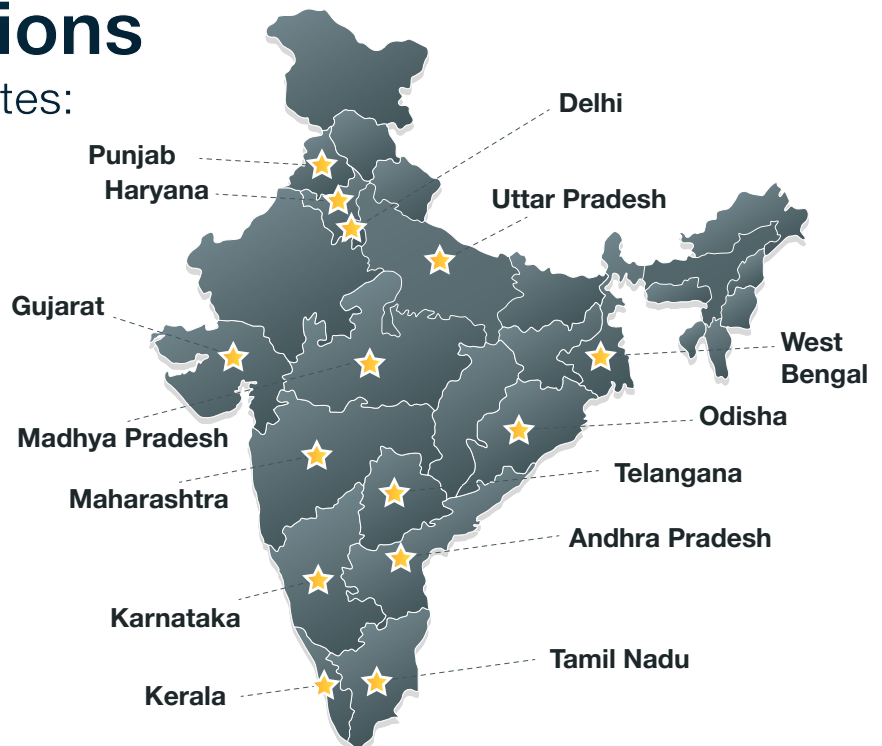 ions
tes:
Delhi
Punjab
Haryana
Uttar Pradesh
Gujarat
West
Bengal
Odisha
Madhya Pradesh
Telangana
Maharashtra
Andhra Pradesh
Karnataka
Tamil Nadu
Kerala